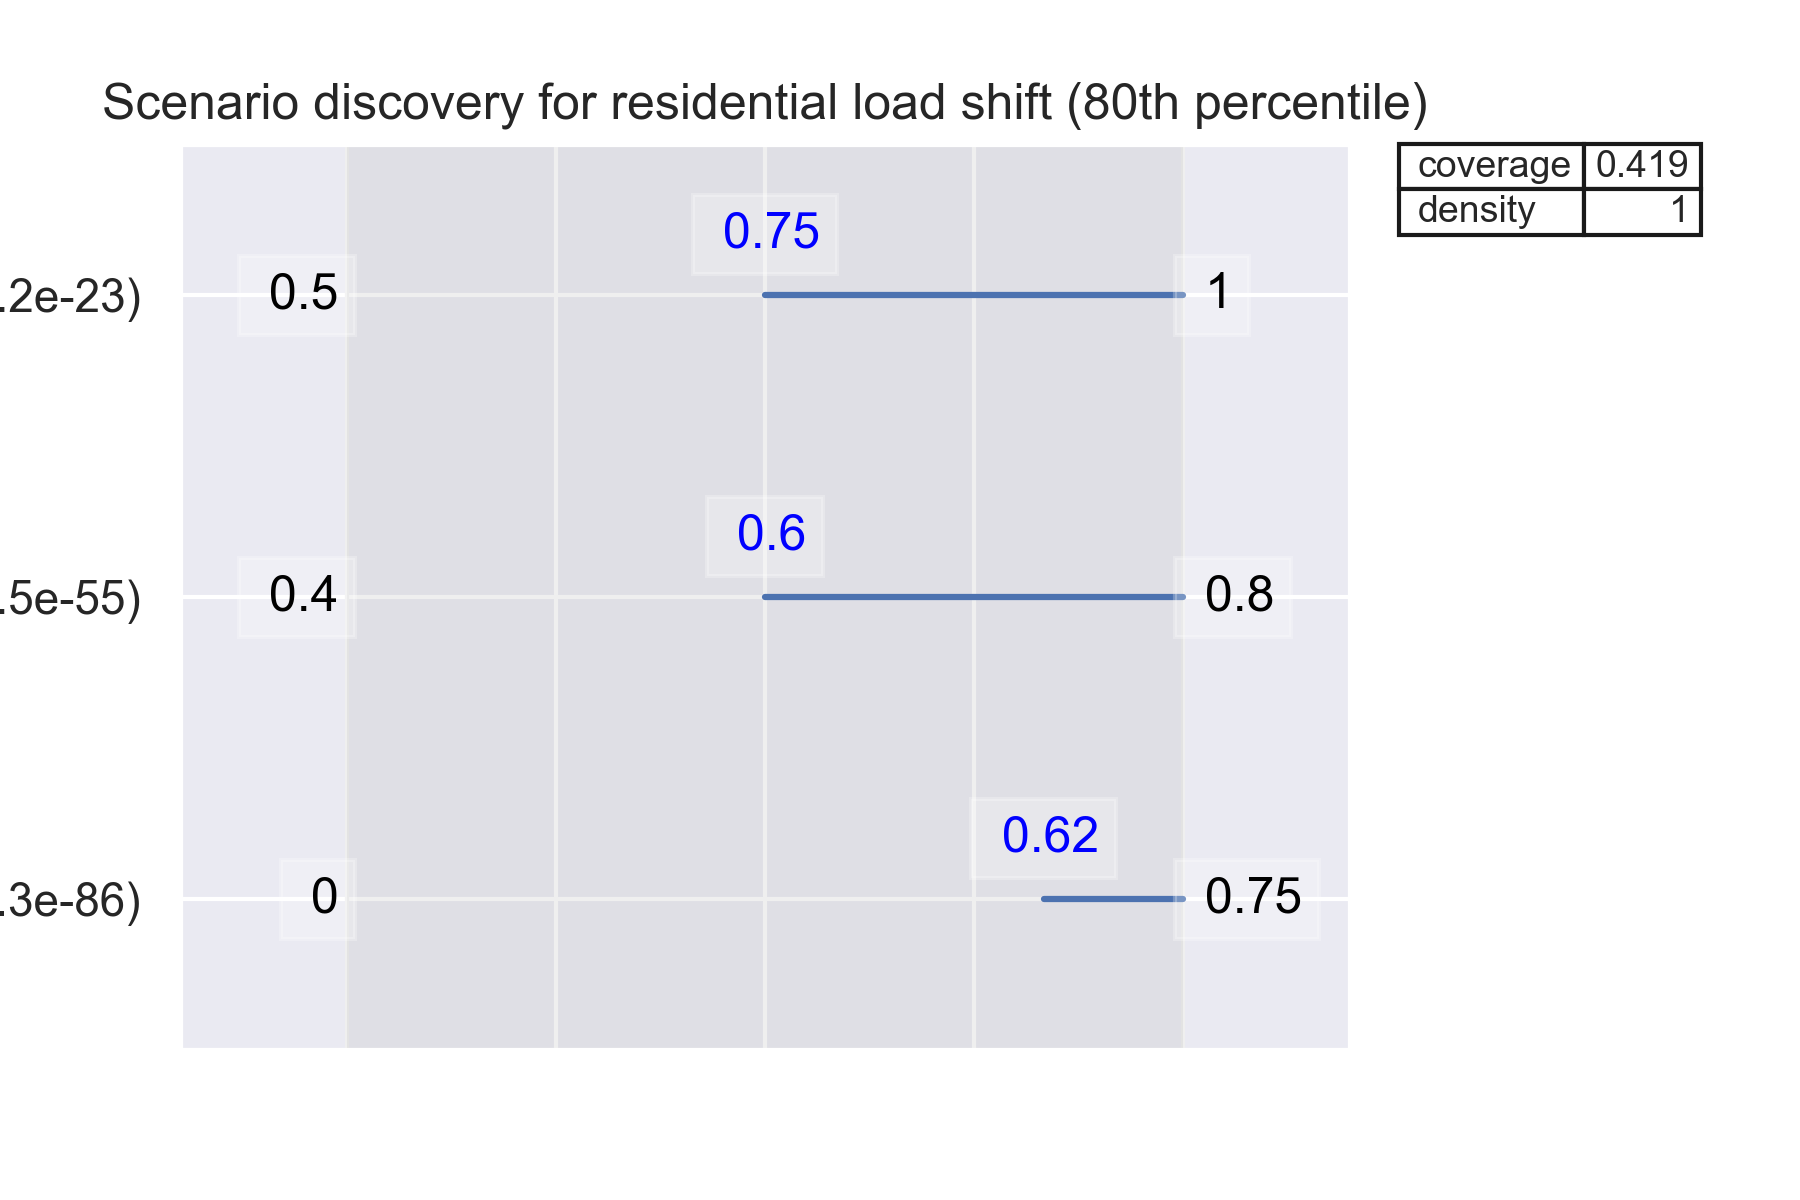 Scenario discovery for residential load shift (80th percentile)
coverage 0.419
density 1
0.75
.2e-23) 0.5 1
0.6
.5e-55) 0.4 0.8
0.62
.3e-86) 0 0.75